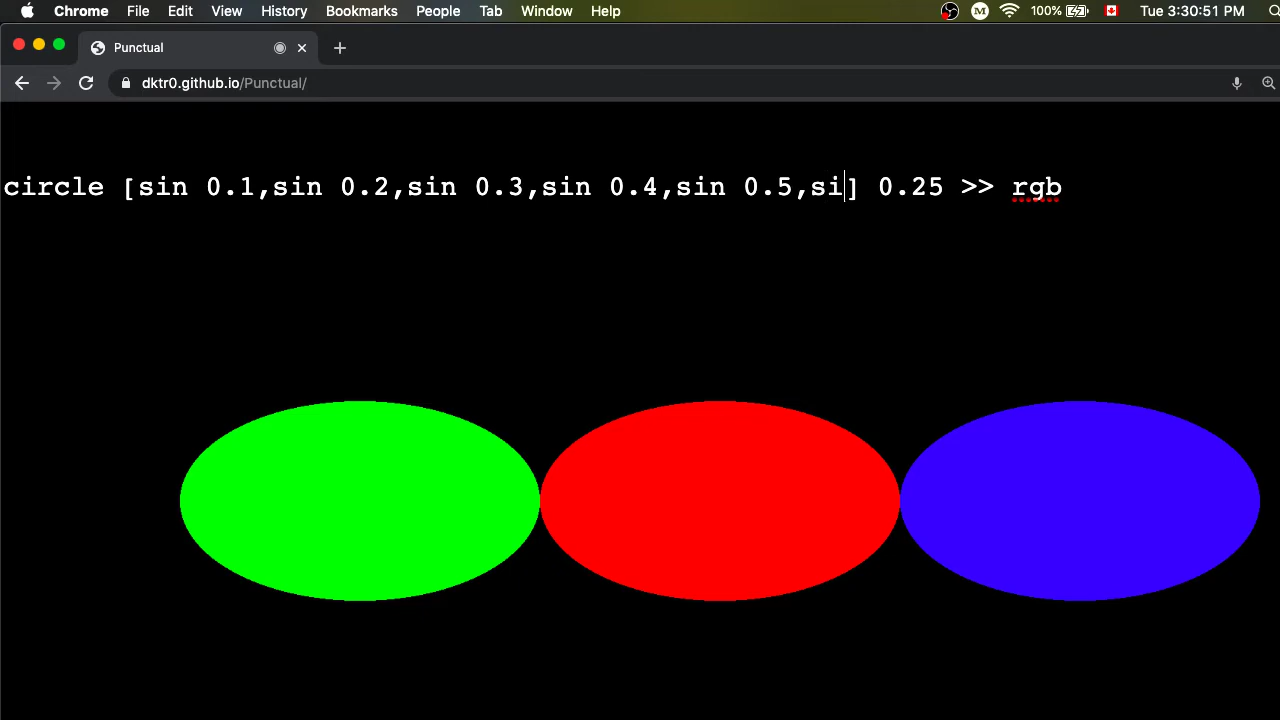 Chrome File Edit View History Bookmarks People Tab Window Help M 100% Tue 3:30:51 PM
Punctual
dktr0.github.io/Punctual/
circle [sin 0.1,sin 0.2,sin 0.3,sin 0.4,sin 0.5,si] 0.25 >> rgb